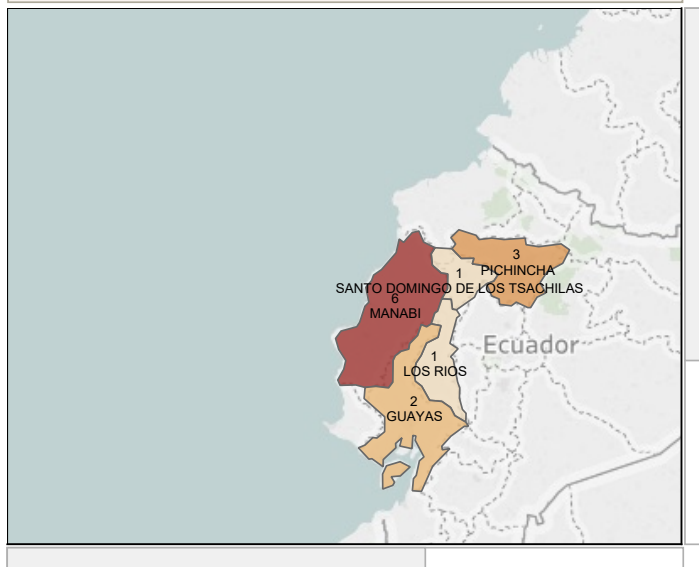 3
PICHINCHA
1
SANTO DOMINGO DE LOS TSACHILAS
6
MANABI
Ecuador
1
LOS RIOS
2
GUAYAS